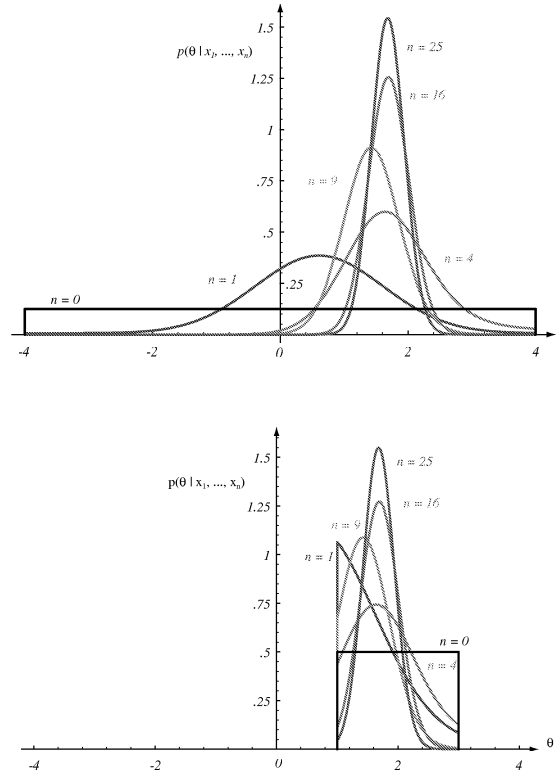 1.5
p(θ | x1, ..., xn)
n = 25
1.25
n = 16
1
n = 9
.75
.5
n = 4
n = 1
.25
n = 0
-4 -2 0 2 4
1.5
n = 25
p(θ | x1, ..., xn)
1.25
n = 16
n = 9
1
n = 1
.75
n = 0
.5
n = 4
.25
-4 -2 0 2 4
θ